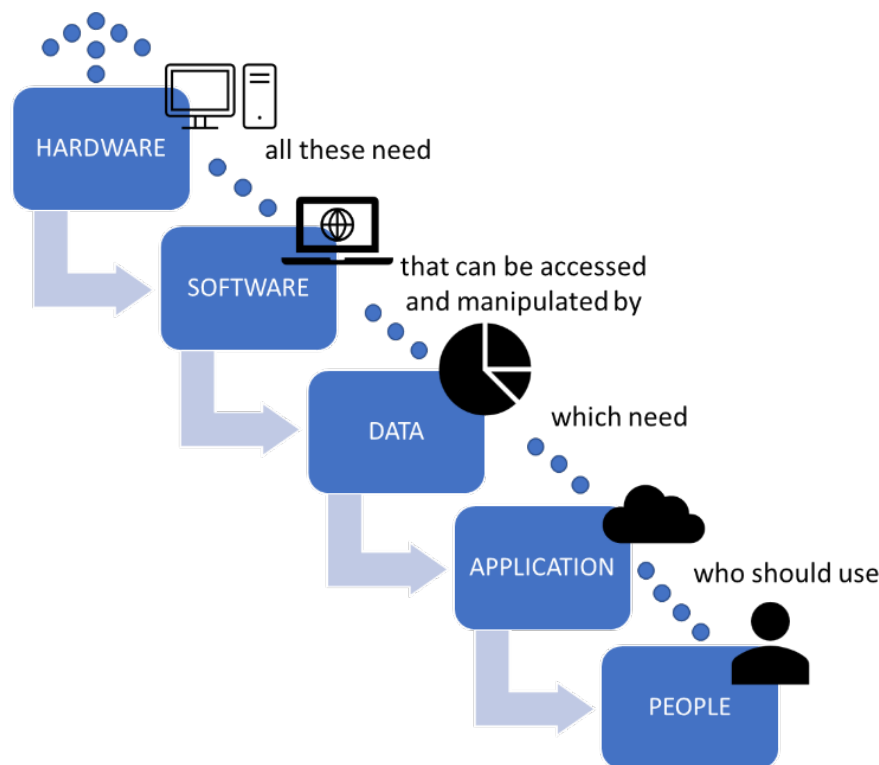 HARDWARE
all these need
SOFTWARE
that can be accessed
and manipulated by
DATA
which need
APPLICATION
who should use
PEOPLE